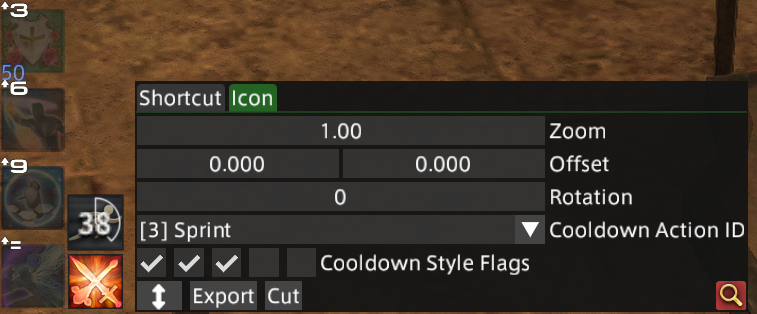 3
50
6
9
=
38
Shortcut Icon
1.00 Zoom
0.000 0.000 Offset
0 Rotation
[3] Sprint Cooldown Action ID
Cooldown Style Flags
Export Cut